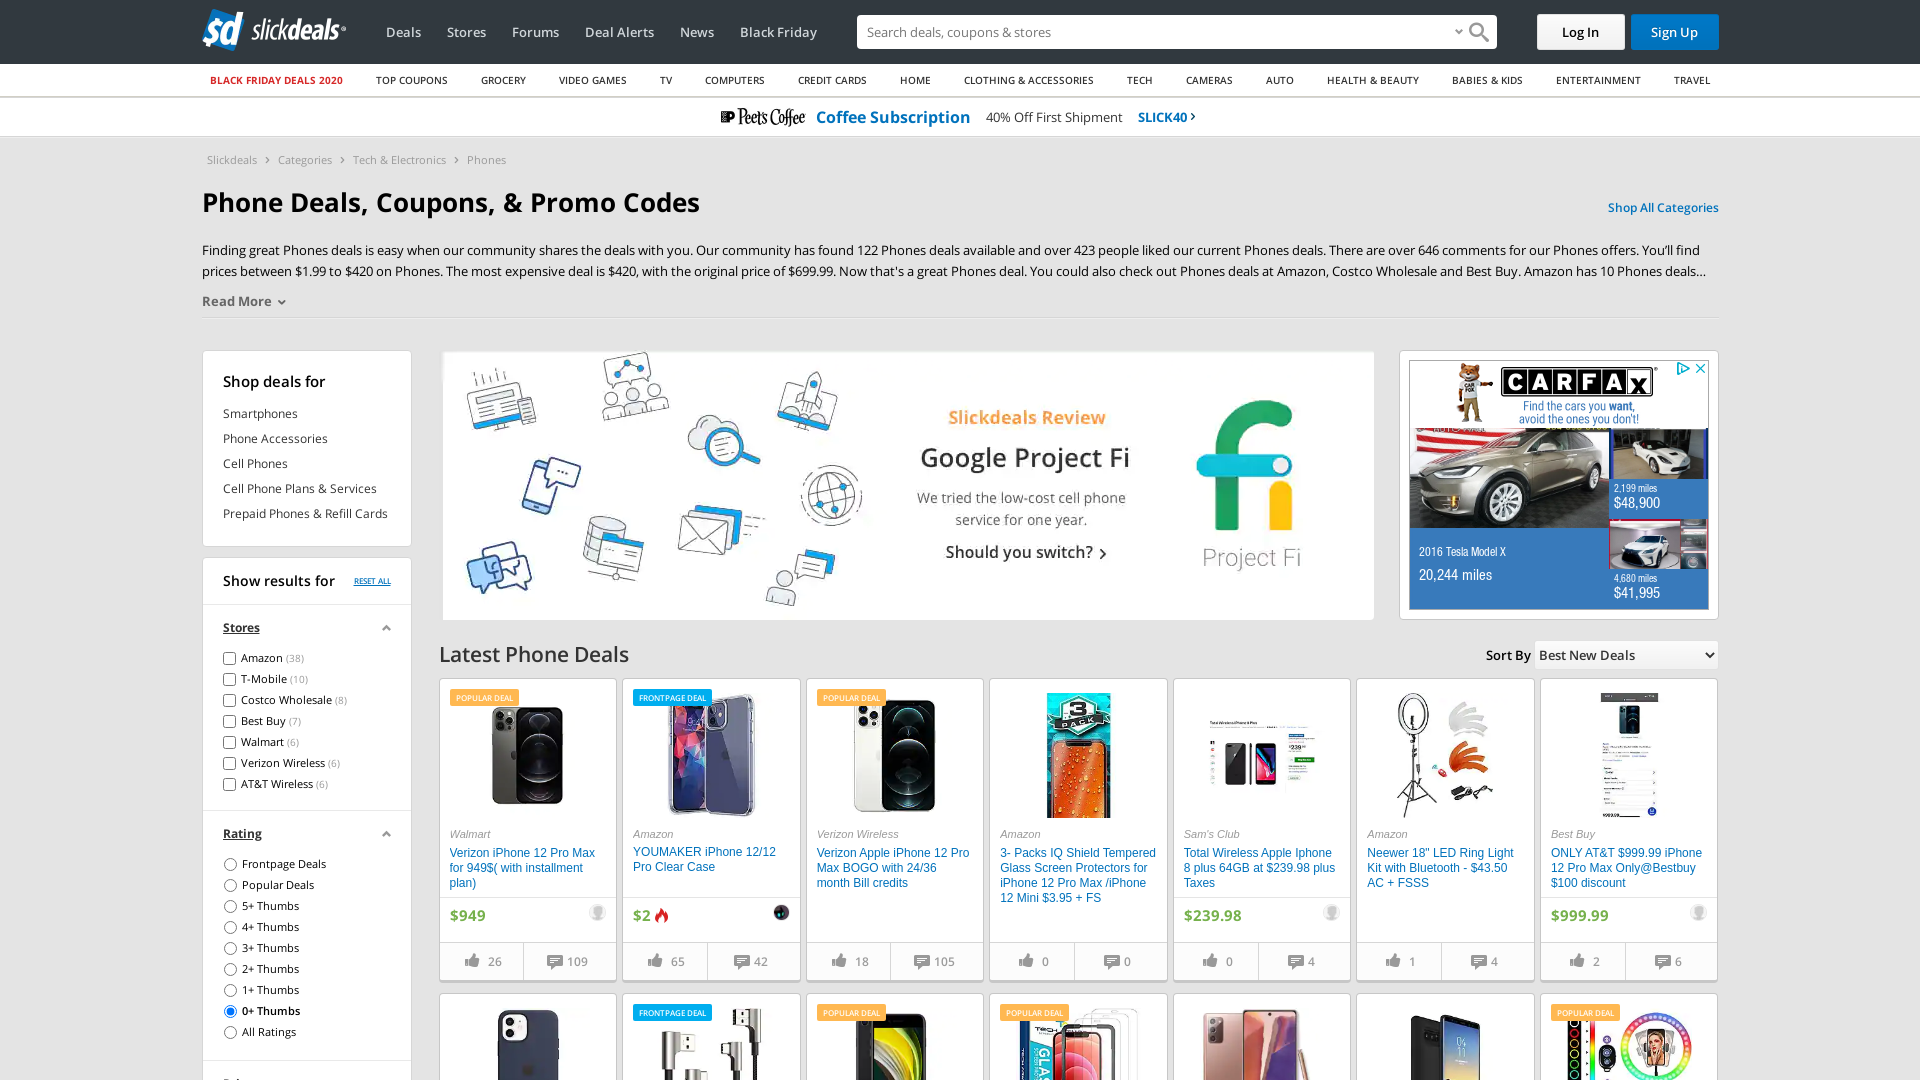 slickdeals
Deals
Stores
Forums
Deal Alerts
News
Black Friday
Search deals, coupons & stores
Log In
Sign Up
BLACK FRIDAY DEALS 2020
TOP COUPONS
GROCERY
VIDEO GAMES
TV
COMPUTERS
CREDIT CARDS
HOME
CLOTHING & ACCESSORIES
TECH
CAMERAS
AUTO
HEALTH & BEAUTY
BABIES & KIDS
ENTERTAINMENT
TRAVEL
Peet's Coffee Coffee Subscription 40% Off First Shipment SLICK40
Slickdeals > Categories > Tech & Electronics > Phones
Phone Deals, Coupons, & Promo Codes
Shop All Categories
Finding great Phones deals is easy when our community shares the deals with you. Our community has found 122 Phones deals available and over 423 people liked our current Phones deals. There are over 646 comments for our Phones offers. You'll find
prices between $1.99 to $420 on Phones. The most expensive deal is $420, with the original price of $699.99. Now that's a great Phones deal. You could also check out Phones deals at Amazon, Costco Wholesale and Best Buy. Amazon has 10 Phones deals...
Read More
Shop deals for
Smartphones
Phone Accessories
Cell Phones
Cell Phone Plans & Services
Prepaid Phones & Refill Cards
Show results for
RESET ALL
Stores
Amazon (38)
T-Mobile (10)
Costco Wholesale (8)
Best Buy (7)
Walmart (6)
Verizon Wireless (6)
AT&T Wireless (6)
Rating
Frontpage Deals
Popular Deals
5+ Thumbs
4+ Thumbs
3+ Thumbs
2+ Thumbs
1+ Thumbs
0+ Thumbs
All Ratings
Slickdeals Review
Google Project Fi
We tried the low-cost cell phone
service for one year.
Should you switch?
Project Fi
CARFAX
Find the cars you want,
avoid the ones you don't!
2,199 miles
$48,900
2016 Tesla Model X
20,244 miles
4,680 miles
$41,995
Latest Phone Deals
Sort By Best New Deals
POPULAR DEAL
Walmart
Verizon iPhone 12 Pro Max
for 949$( with installment
plan)
$949
26
109
FRONTPAGE DEAL
Amazon
YOUMAKER iPhone 12/12
Pro Clear Case
$2
65
42
POPULAR DEAL
Verizon Wireless
Verizon Apple iPhone 12 Pro
Max BOGO with 24/36
month Bill credits
18
105
3
PACK
Amazon
3- Packs IQ Shield Tempered
Glass Screen Protectors for
iPhone 12 Pro Max /iPhone
12 Mini $3.95 + FS
0
0
Sam's Club
Total Wireless Apple Iphone
8 plus 64GB at $239.98 plus
Taxes
$239.98
0
4
Amazon
Neewer 18" LED Ring Light
Kit with Bluetooth - $43.50
AC + FSSS
1
4
Best Buy
ONLY AT&T $999.99 iPhone
12 Pro Max Only@Bestbuy
$100 discount
$999.99
2
6
FRONTPAGE DEAL
POPULAR DEAL
POPULAR DEAL
POPULAR DEAL